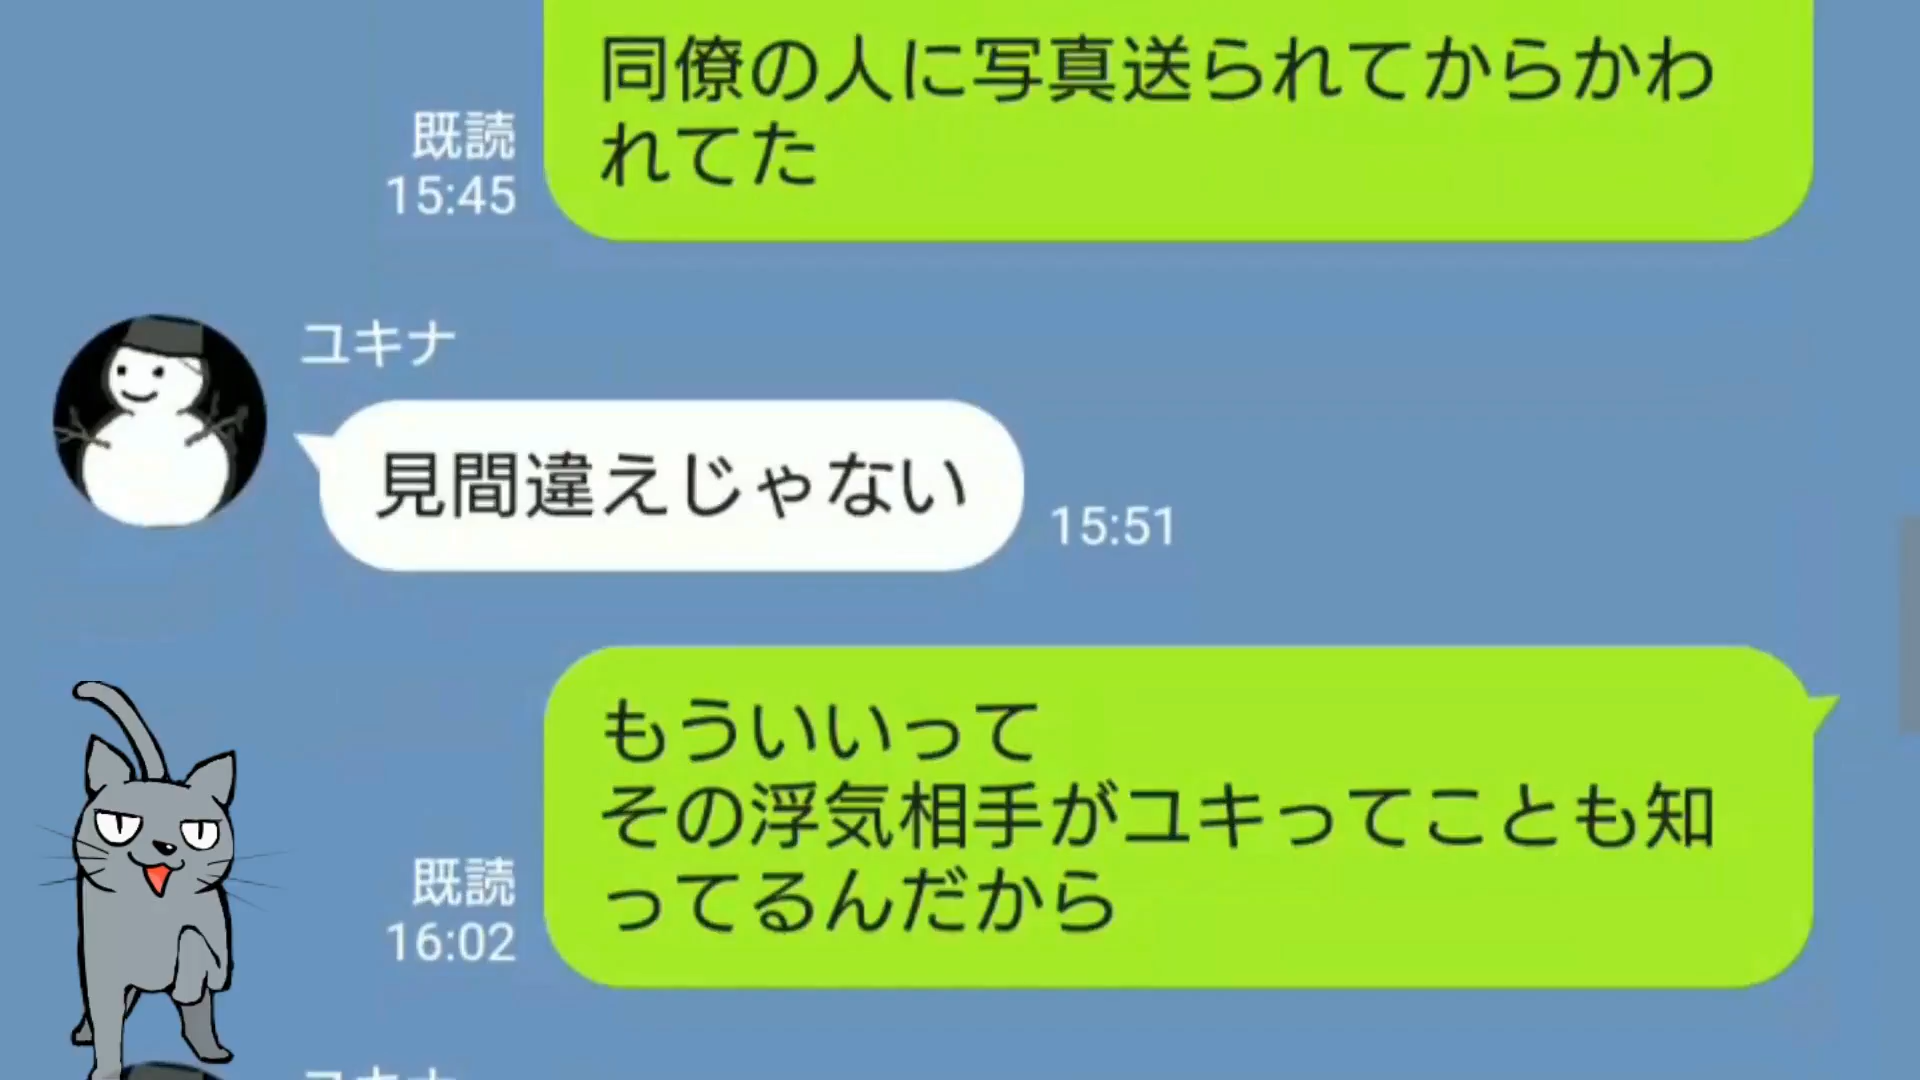 同僚の人に写真送られてからかわ
れてた
既読
15:45
ユキナ
見間違えじゃない
15:51
もういいって
その浮気相手がユキってことも知
ってるんだから
既読
16:02